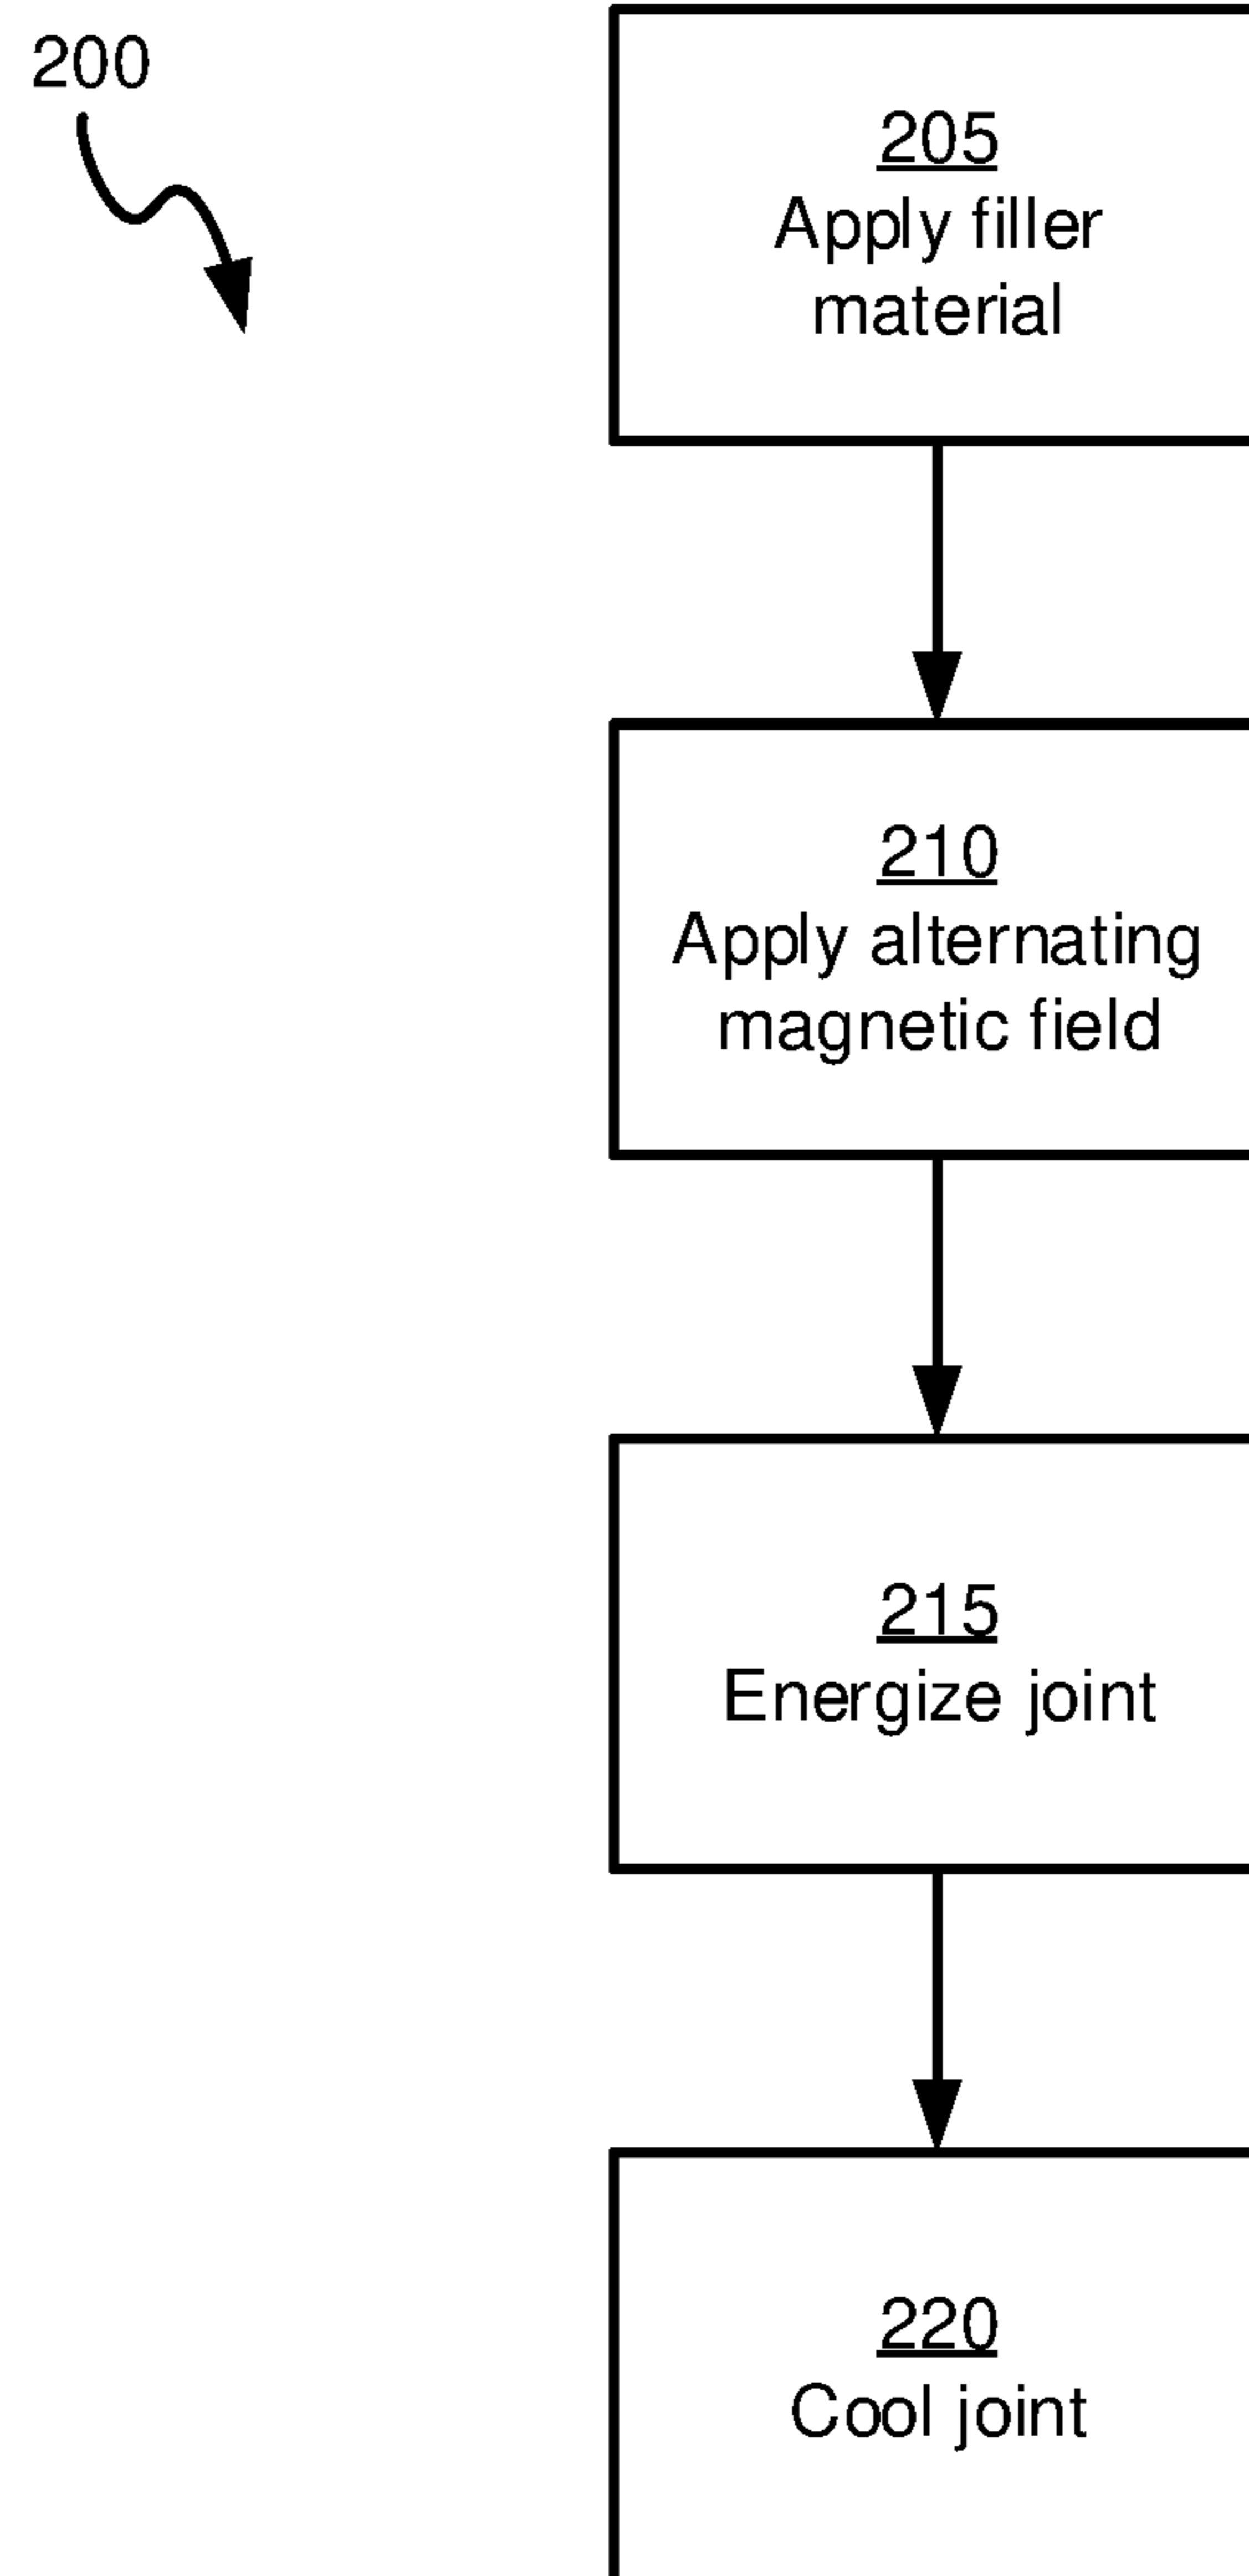 200
205
Apply filler
material
210
Apply alternating
magnetic field
215
Energize joint
220
Cool joint